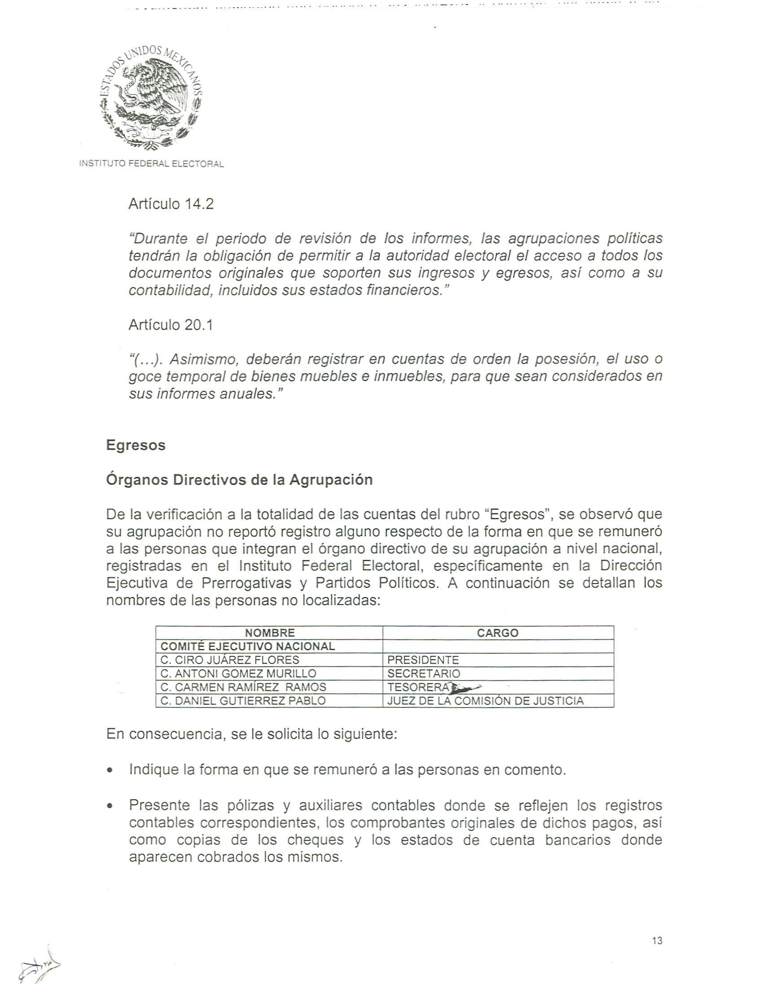 ESTADOS UNIDOS MEXICANOS
INSTITUTO FEDERAL ELECTORAL
Artículo 14.2
“Durante el periodo de revisión de los informes, las agrupaciones políticas
tendrán la obligación de permitir a la autoridad electoral el acceso a todos los
documentos originales que soporten sus ingresos y egresos, así como a su
contabilidad, incluidos sus estados financieros.”
Artículo 20.1
“(...). Asimismo, deberán registrar en cuentas de orden la posesión, el uso o
goce temporal de bienes muebles e inmuebles, para que sean considerados en
sus informes anuales.”
Egresos
Órganos Directivos de la Agrupación
De la verificación a la totalidad de las cuentas del rubro “Egresos”, se observó que
su agrupación no reportó registro alguno respecto de la forma en que se remuneró
a las personas que integran el órgano directivo de su agrupación a nivel nacional,
registradas en el Instituto Federal Electoral, específicamente en la Dirección
Ejecutiva de Prerrogativas y Partidos Políticos. A continuación se detallan los
nombres de las personas no localizadas:
NOMBRE CARGO
COMITÉ EJECUTIVO NACIONAL
C. CIRO JUÁREZ FLORES PRESIDENTE
C. ANTONI GOMEZ MURILLO SECRETARIO
C. CARMEN RAMÍREZ RAMOS TESORERA
C. DANIEL GUTIERREZ PABLO JUEZ DE LA COMISIÓN DE JUSTICIA
En consecuencia, se le solicita lo siguiente:
• Indique la forma en que se remuneró a las personas en comento.
• Presente las pólizas y auxiliares contables donde se reflejen los registros
contables correspondientes, los comprobantes originales de dichos pagos, así
como copias de los cheques y los estados de cuenta bancarios donde
aparecen cobrados los mismos.
13